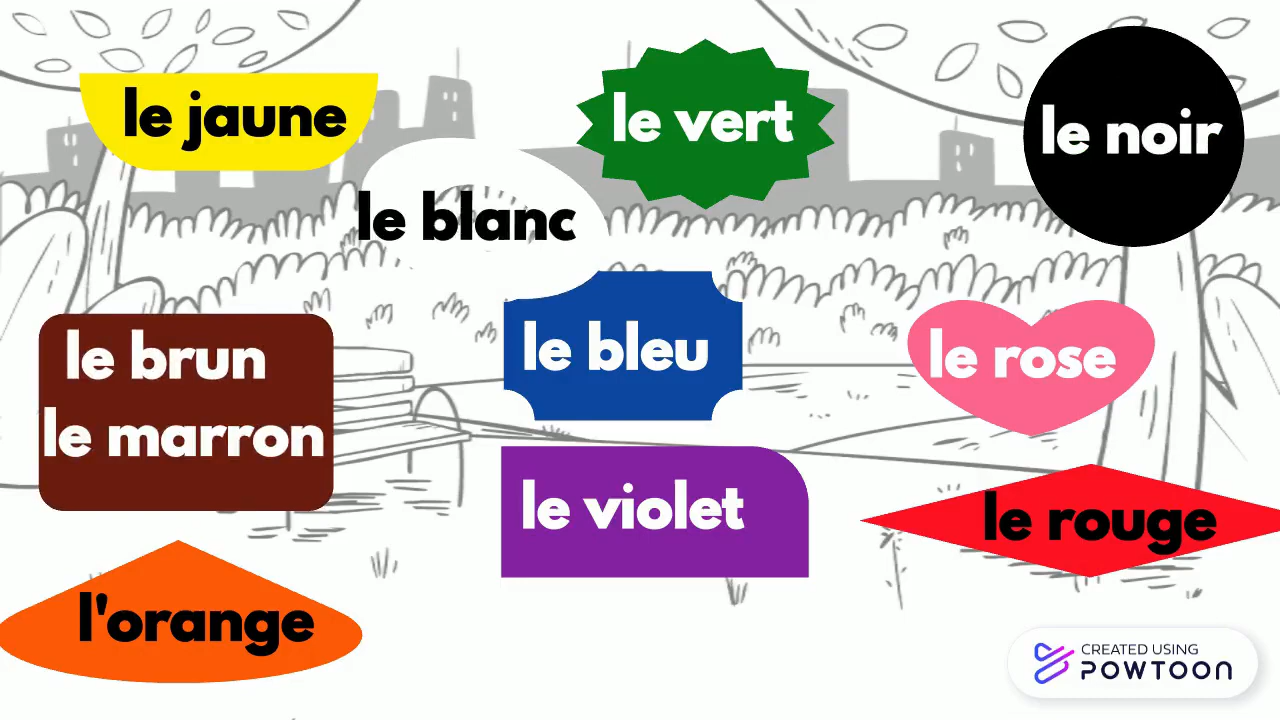 le jaune
le vert
le noir
le blanc
le brun
le marron
le bleu
le rose
le violet
le rouge
l'orange
CREATED USING
POWTOON